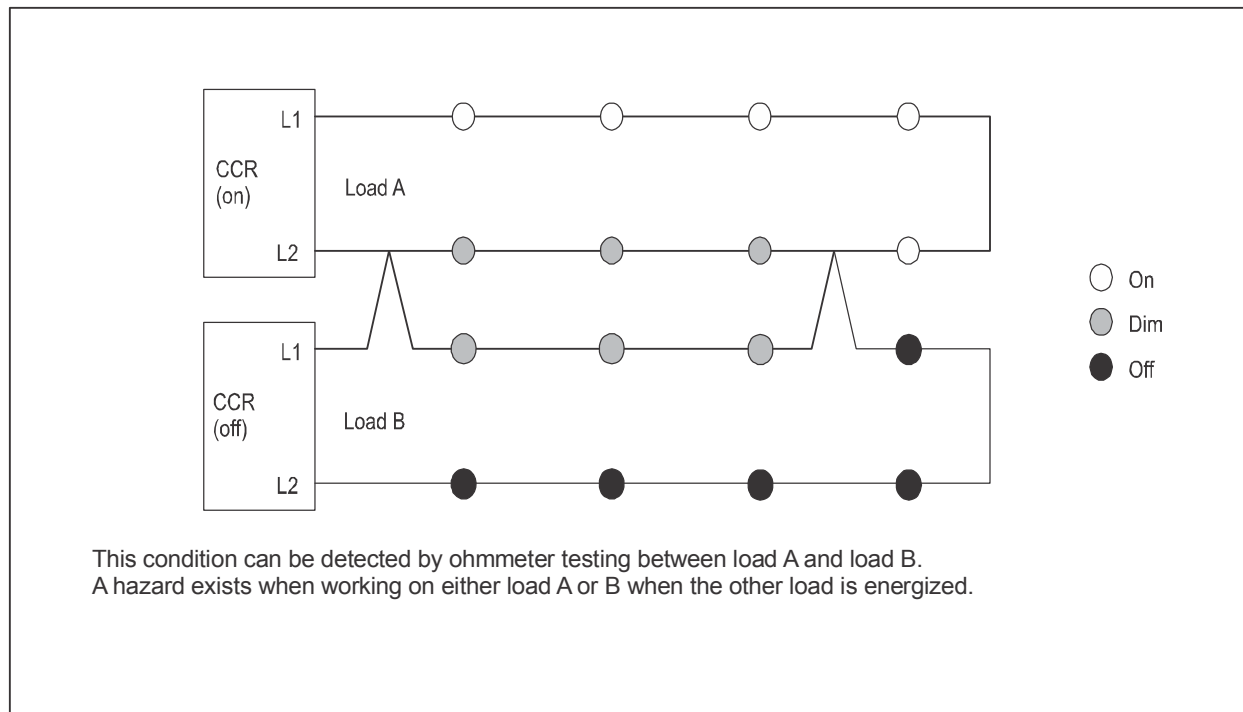 L1
CCR
(on)
Load A
L2
On
Dim
Off
L1
CCR
(off)
Load B
L2
This condition can be detected by ohmmeter testing between load A and load B.
A hazard exists when working on either load A or B when the other load is energized.